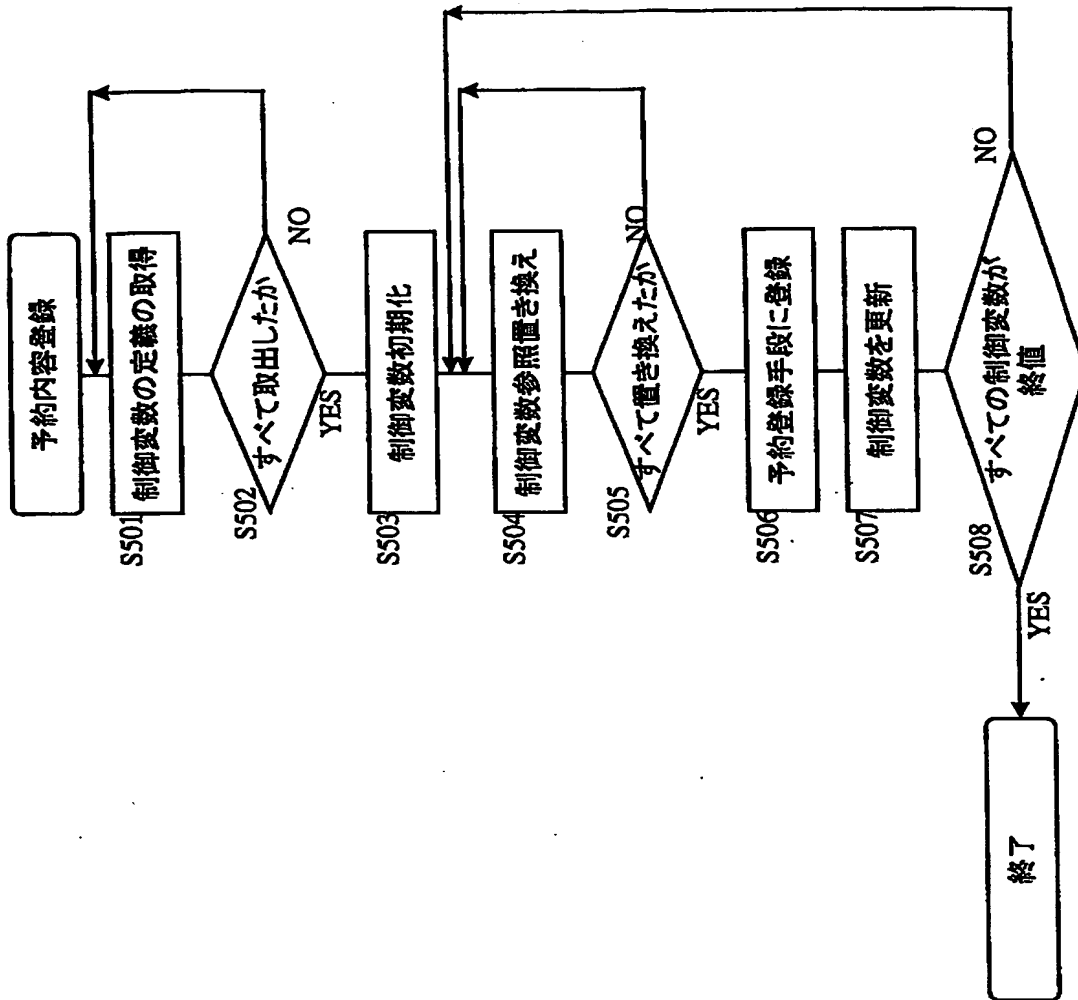 予約内容登録
S501
制御変数の定義の取得
S502
すべて取出したか
NO
YES
S503
制御変数初期化
S504
制御変数参照置き換え
S505
すべて置き換えたか
NO
YES
S506
予約登録手段に登録
S507
制御変数を更新
S508
すべての制御変数が
終値
NO
YES
終了